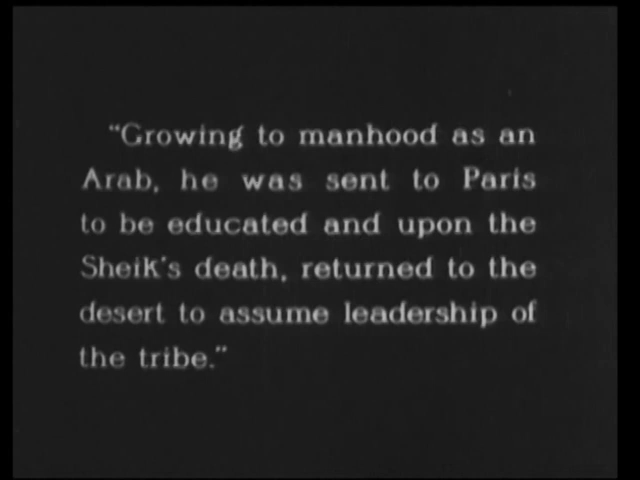 "Growing to manhood as an
Arab, he was sent to Paris
to be educated and upon the
Sheik's death, returned to the
desert to assume leadership of
the tribe."